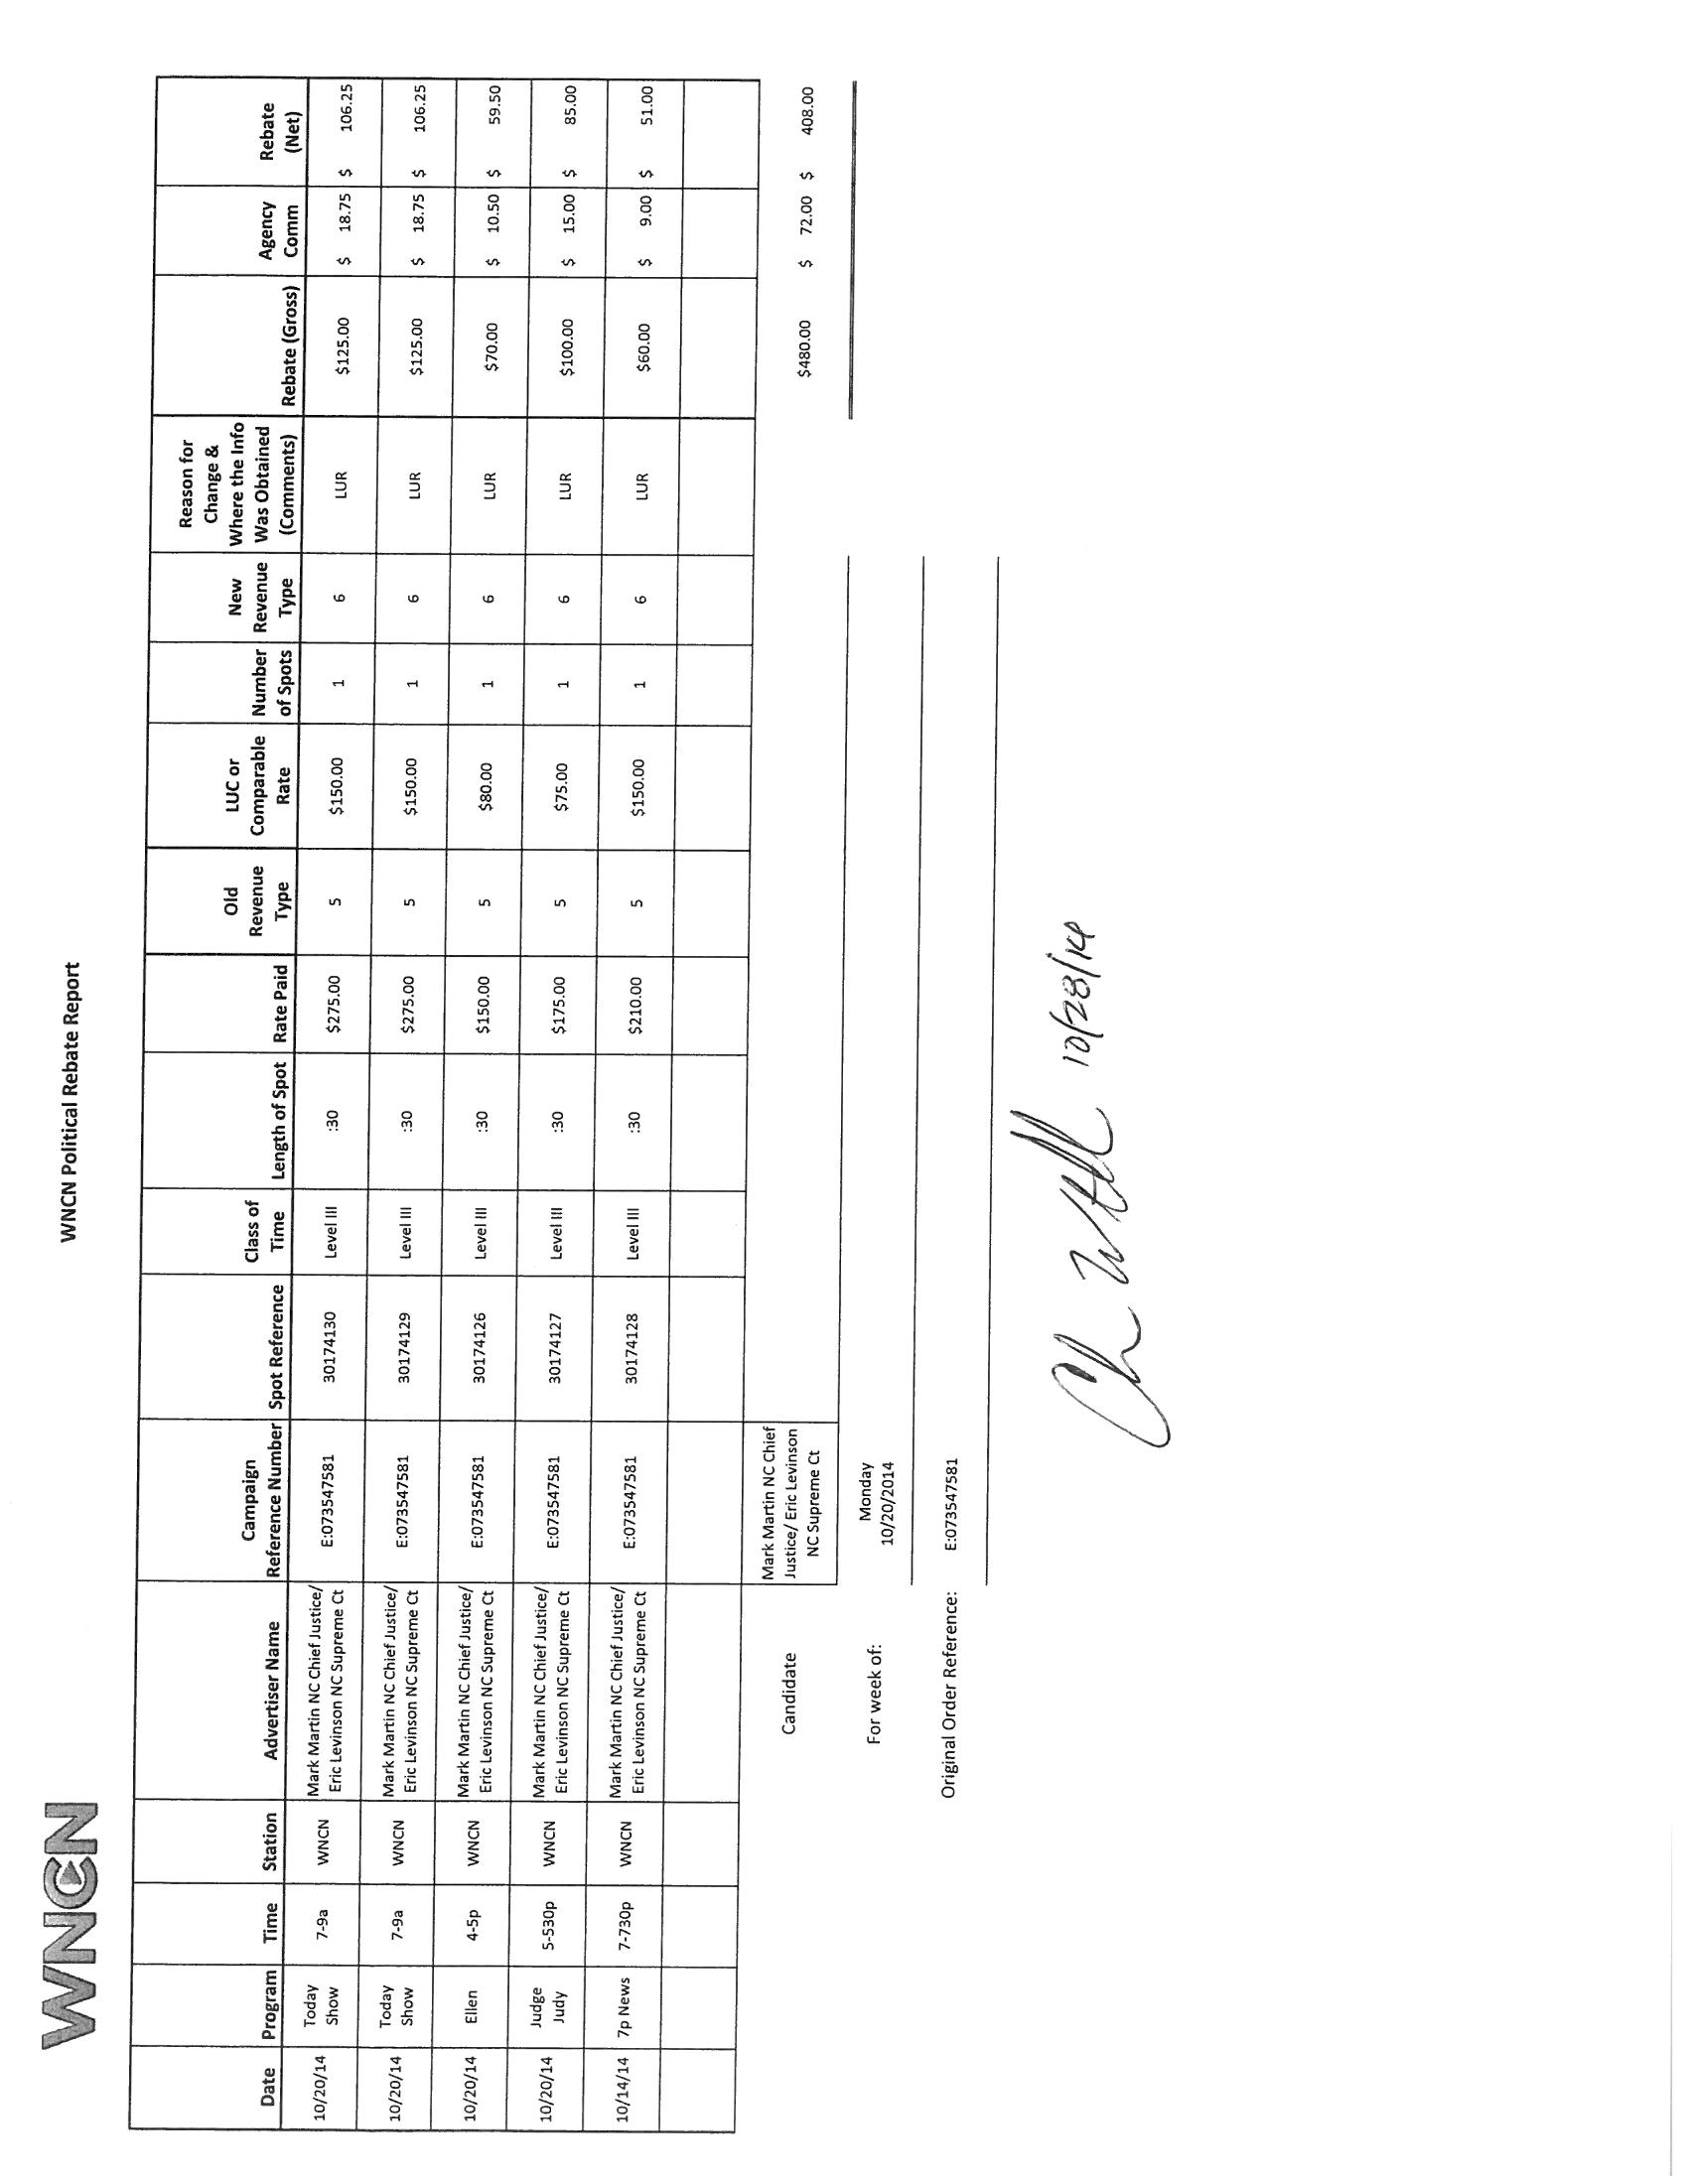 WNCN
WNCN Political Rebate Report
Date Program Time Station Advertiser Name Campaign Reference Number Spot Reference Class of Time Length of Spot Rate Paid Old Revenue Type LUC or Comparable Rate Number of Spots New Revenue Type Reason for Change & Where the Info Was Obtained (Comments) Rebate (Gross) Agency Comm Rebate (Net)
10/20/14 Today Show 7-9a WNCN Mark Martin NC Chief Justice/ Eric Levinson NC Supreme Ct E:073547581 30174130 Level III :30 $275.00 5 $150.00 1 6 LUR $125.00 $ 18.75 $ 106.25
10/20/14 Today Show 7-9a WNCN Mark Martin NC Chief Justice/ Eric Levinson NC Supreme Ct E:073547581 30174129 Level III :30 $275.00 5 $150.00 1 6 LUR $125.00 $ 18.75 $ 106.25
10/20/14 Ellen 4-5p WNCN Mark Martin NC Chief Justice/ Eric Levinson NC Supreme Ct E:073547581 30174126 Level III :30 $150.00 5 $80.00 1 6 LUR $70.00 $ 10.50 $ 59.50
10/20/14 Judge Judy 5-530p WNCN Mark Martin NC Chief Justice/ Eric Levinson NC Supreme Ct E:073547581 30174127 Level III :30 $175.00 5 $75.00 1 6 LUR $100.00 $ 15.00 $ 85.00
10/14/14 7p News 7-730p WNCN Mark Martin NC Chief Justice/ Eric Levinson NC Supreme Ct E:073547581 30174128 Level III :30 $210.00 5 $150.00 1 6 LUR $60.00 $ 9.00 $ 51.00
Candidate Mark Martin NC Chief Justice/ Eric Levinson NC Supreme Ct $480.00 $ 72.00 $ 408.00
For week of: Monday 10/20/2014
Original Order Reference: E:073547581
10/28/14